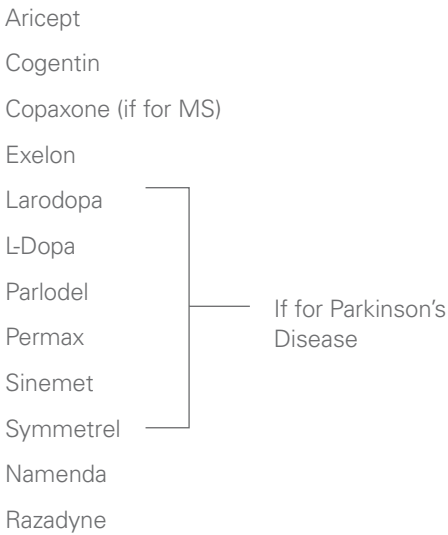 Aricept
Cogentin
Copaxone (if for MS)
Exelon
Larodopa
L-Dopa
Parlodel
Permax
Sinemet
Symmetrel
Namenda
Razadyne
If for Parkinson’s
Disease